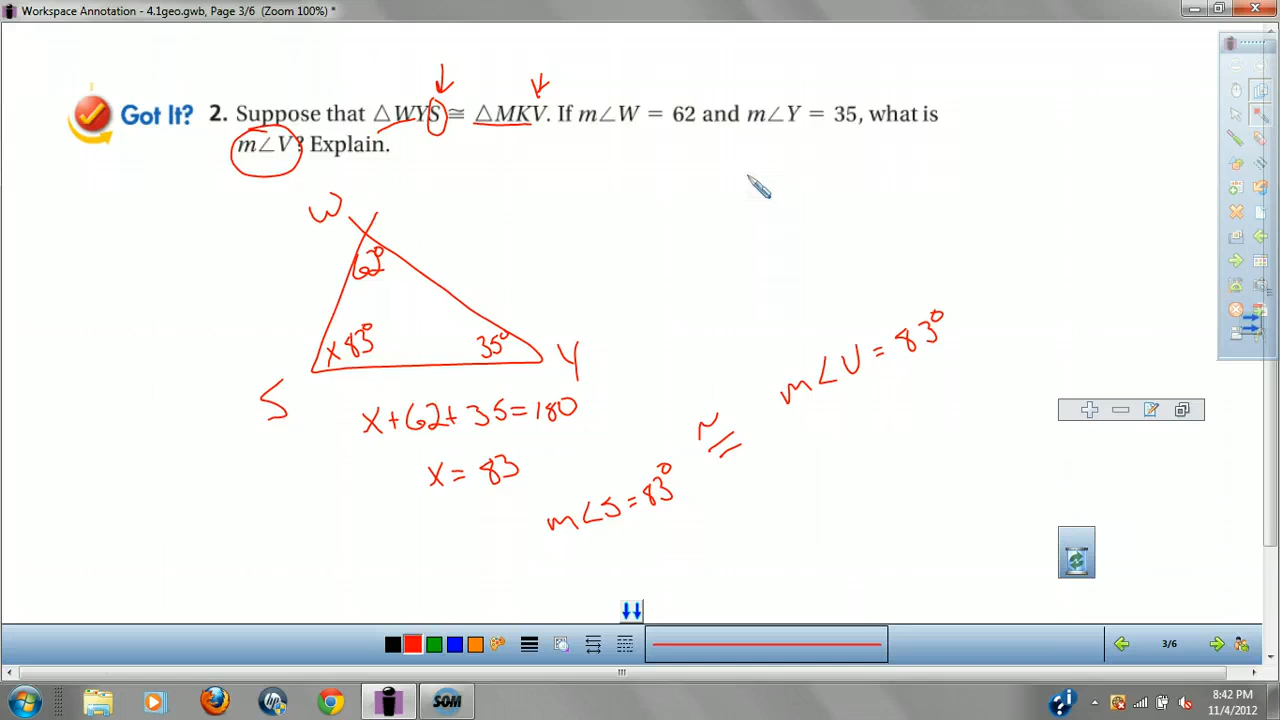 Workspace Annotation - 4.1geo.gwb, Page 3/6 (Zoom 100%) *
Got It? 2. Suppose that △WYS ≅ △MKV. If m∠W = 62 and m∠Y = 35, what is
m∠V? Explain.
W
62°
x 83°
35°
S
Y
x+62+35=180
x = 83
m∠S=83°
≅
m∠V=83°
3/6
hp
SOM
8:42 PM
11/4/2012